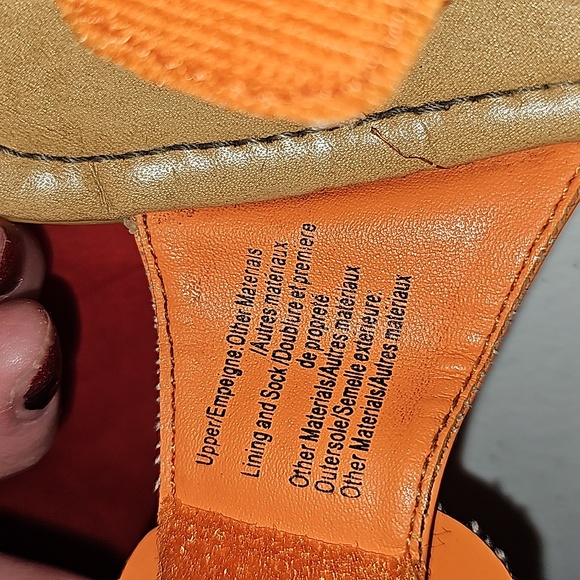 Upper/Empeigne:Other Materials
/Autres matériaux
Lining and Sock /Doublure et première
de propreté
Other Materials/Autres matériaux
Outersole/Semelle extérieure:
Other Materials/Autres matériaux